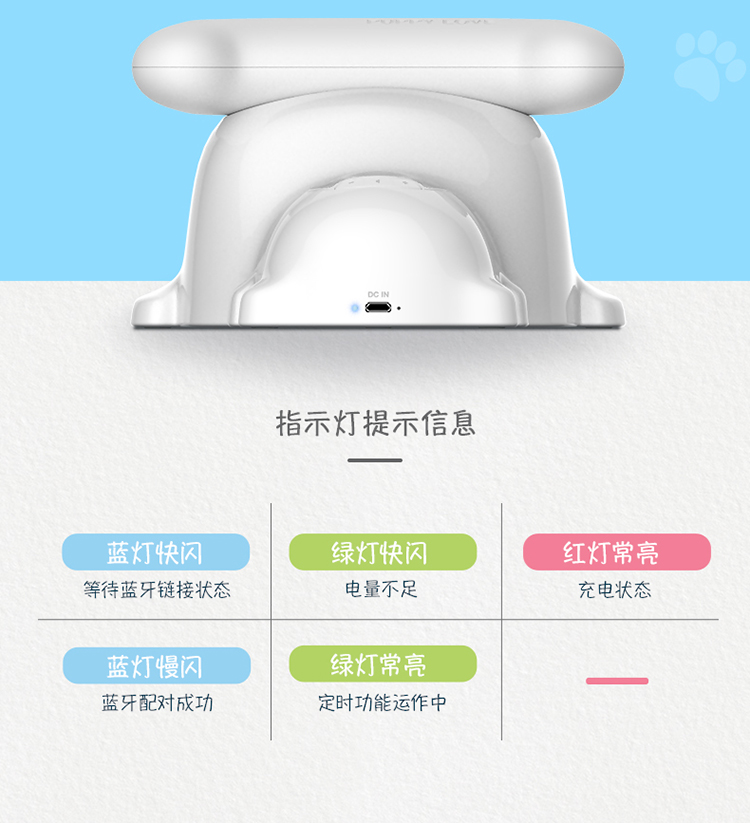 DC IN
指示灯提示信息
蓝灯快闪
绿灯快闪
红灯常亮
等待蓝牙链接状态
电量不足
充电状态
蓝灯慢闪
绿灯常亮
蓝牙配对成功
定时功能运作中